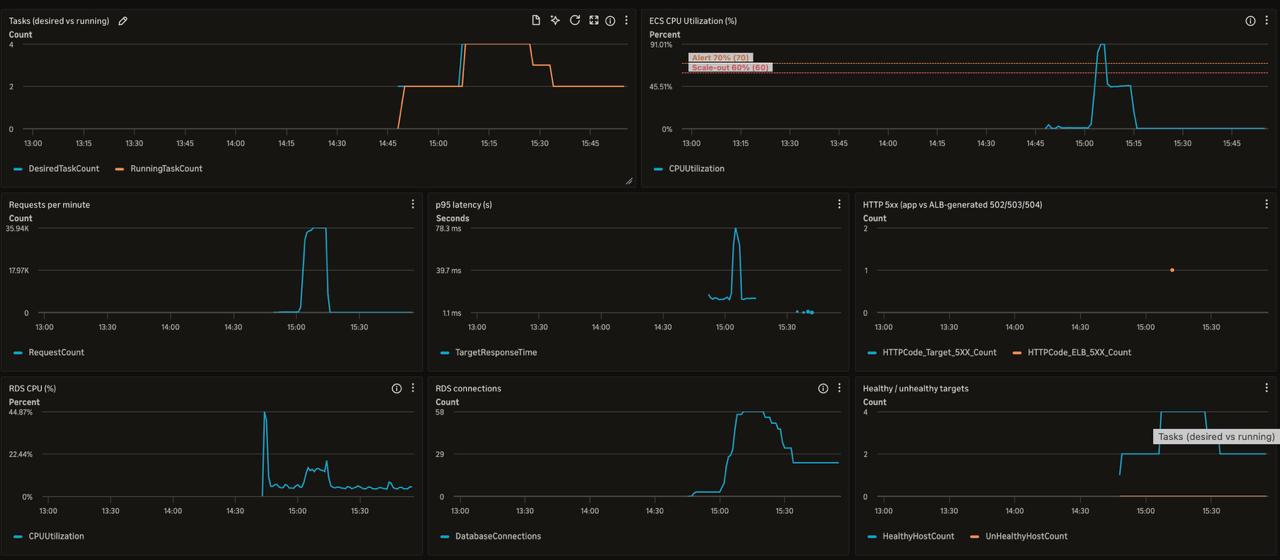 Tasks (desired vs running)
Count
4
2
0
13:00 13:15 13:30 13:45 14:00 14:15 14:30 14:45 15:00 15:15 15:30 15:45
DesiredTaskCount RunningTaskCount
ECS CPU Utilization (%)
Percent
91.01%
Alert 70% (70)
Scale-out 60% (60)
45.51%
0%
13:00 13:15 13:30 13:45 14:00 14:15 14:30 14:45 15:00 15:15 15:30 15:45
CPUUtilization
Requests per minute
Count
35.94K
17.97K
0
13:00 13:30 14:00 14:30 15:00 15:30
RequestCount
p95 latency (s)
Seconds
78.3 ms
39.7 ms
1.1 ms
13:00 13:30 14:00 14:30 15:00 15:30
TargetResponseTime
HTTP 5xx (app vs ALB-generated 502/503/504)
Count
2
1
0
13:00 13:30 14:00 14:30 15:00 15:30
HTTPCode_Target_5XX_Count HTTPCode_ELB_5XX_Count
RDS CPU (%)
Percent
44.87%
22.44%
0%
13:00 13:30 14:00 14:30 15:00 15:30
CPUUtilization
RDS connections
Count
58
29
0
13:00 13:30 14:00 14:30 15:00 15:30
DatabaseConnections
Healthy / unhealthy targets
Count
4
Tasks (desired vs running)
2
0
13:00 13:30 14:00 14:30 15:00 15:30
HealthyHostCount UnHealthyHostCount